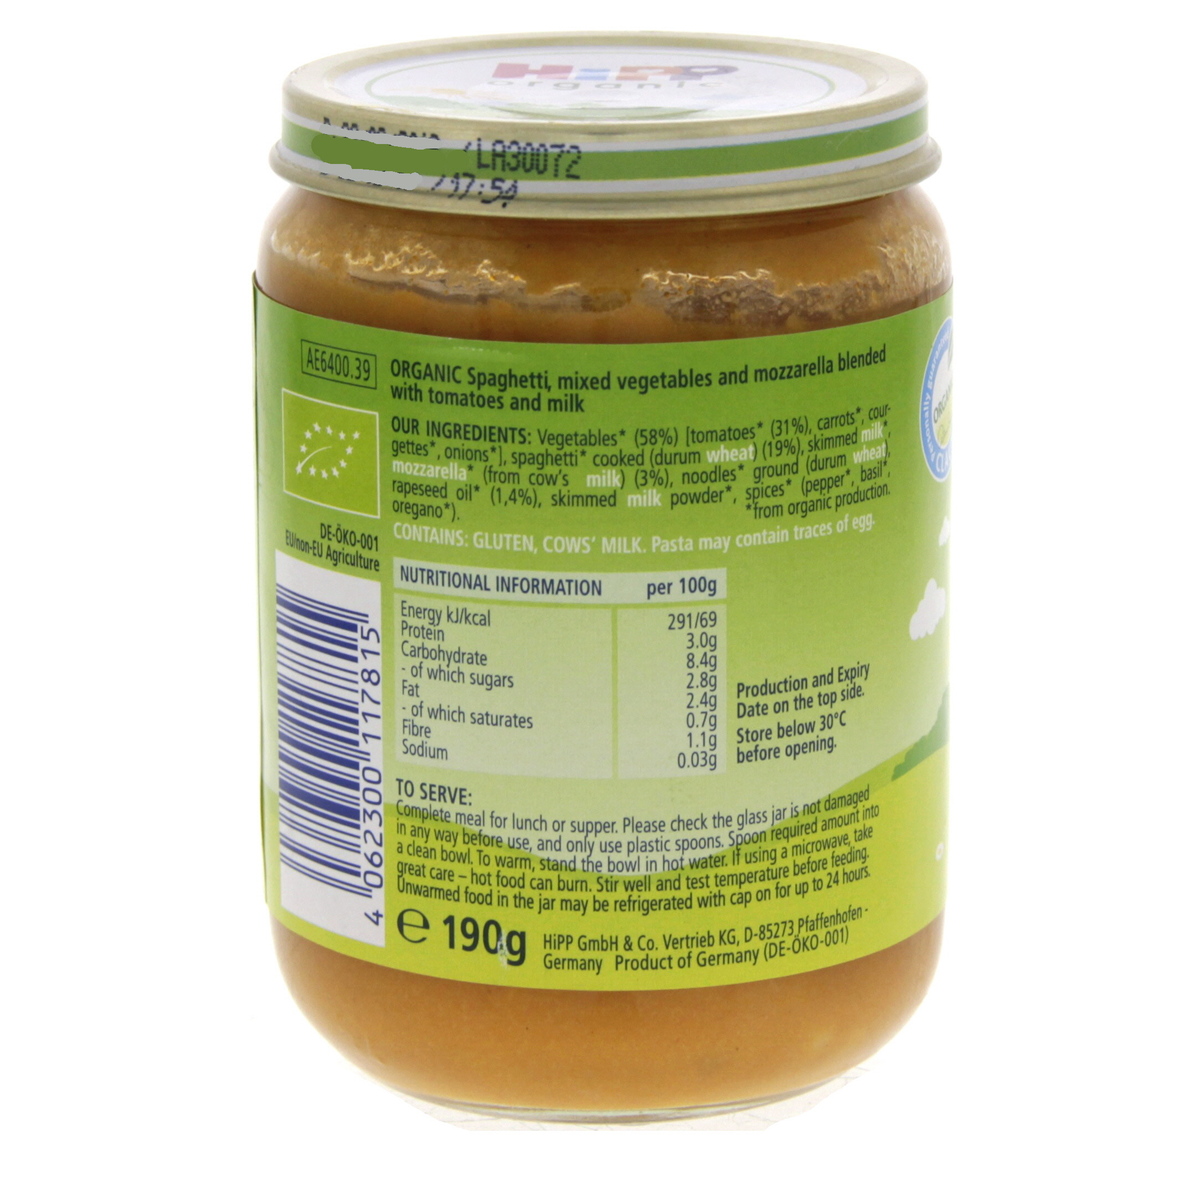 HiPP
organic
LA30072
17:54
AE6400.39
ORGANIC Spaghetti, mixed vegetables and mozzarella blended
with tomatoes and milk
OUR INGREDIENTS: Vegetables* (58%) [tomatoes* (31%), carrots*, cour-
gettes*, onions*], spaghetti* cooked (durum wheat) (19%), skimmed milk*,
mozzarella* (from cow's milk) (3%), noodles* ground (durum wheat),
rapeseed oil* (1,4%), skimmed milk powder*, spices* (pepper*, basil*,
oregano*). *from organic production.
CONTAINS: GLUTEN, COWS' MILK. Pasta may contain traces of egg.
DE-ÖKO-001
EU/non-EU Agriculture
NUTRITIONAL INFORMATION per 100g
Energy kJ/kcal 291/69
Protein 3.0g
Carbohydrate 8.4g
- of which sugars 2.8g
Fat 2.4g
- of which saturates 0.7g
Fibre 1.1g
Sodium 0.03g
Production and Expiry
Date on the top side.
Store below 30°C
before opening.
4 062300 117815
TO SERVE:
Complete meal for lunch or supper. Please check the glass jar is not damaged
in any way before use, and only use plastic spoons. Spoon required amount into
a clean bowl. To warm, stand the bowl in hot water. If using a microwave, take
great care – hot food can burn. Stir well and test temperature before feeding.
Unwarmed food in the jar may be refrigerated with cap on for up to 24 hours.
e 190g
HiPP GmbH & Co. Vertrieb KG, D-85273 Pfaffenhofen -
Germany Product of Germany (DE-ÖKO-001)